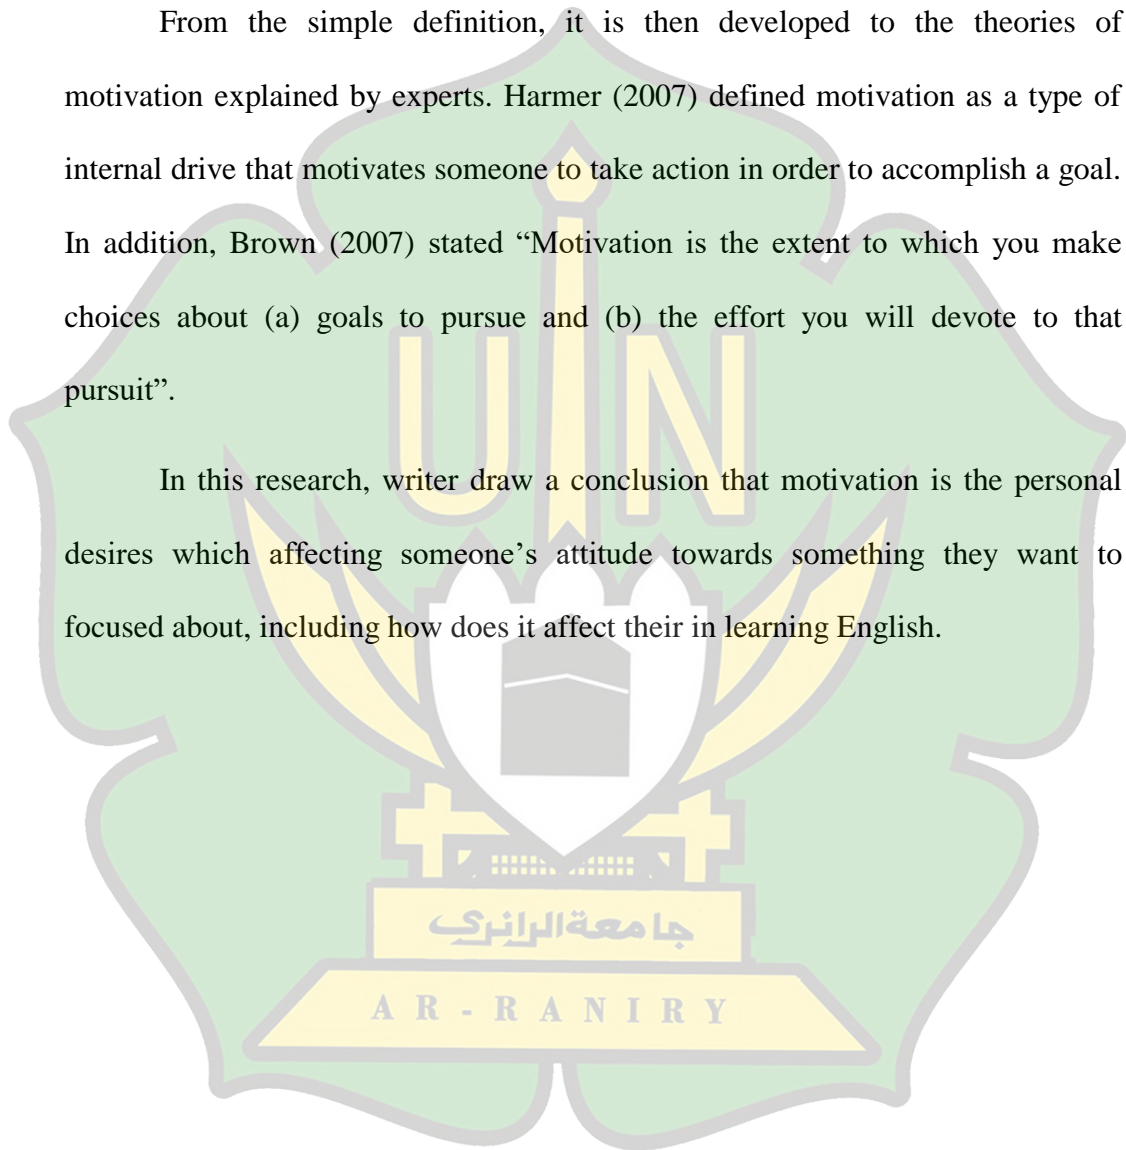 From the simple definition, it is then developed to the theories of
motivation explained by experts. Harmer (2007) defined motivation as a type of
internal drive that motivates someone to take action in order to accomplish a goal.
In addition, Brown (2007) stated “Motivation is the extent to which you make
choices about (a) goals to pursue and (b) the effort you will devote to that
pursuit”.
In this research, writer draw a conclusion that motivation is the personal
desires which affecting someone’s attitude towards something they want to
focused about, including how does it affect their in learning English.
UIN
جامعةالرانرى
AR-RANIRY